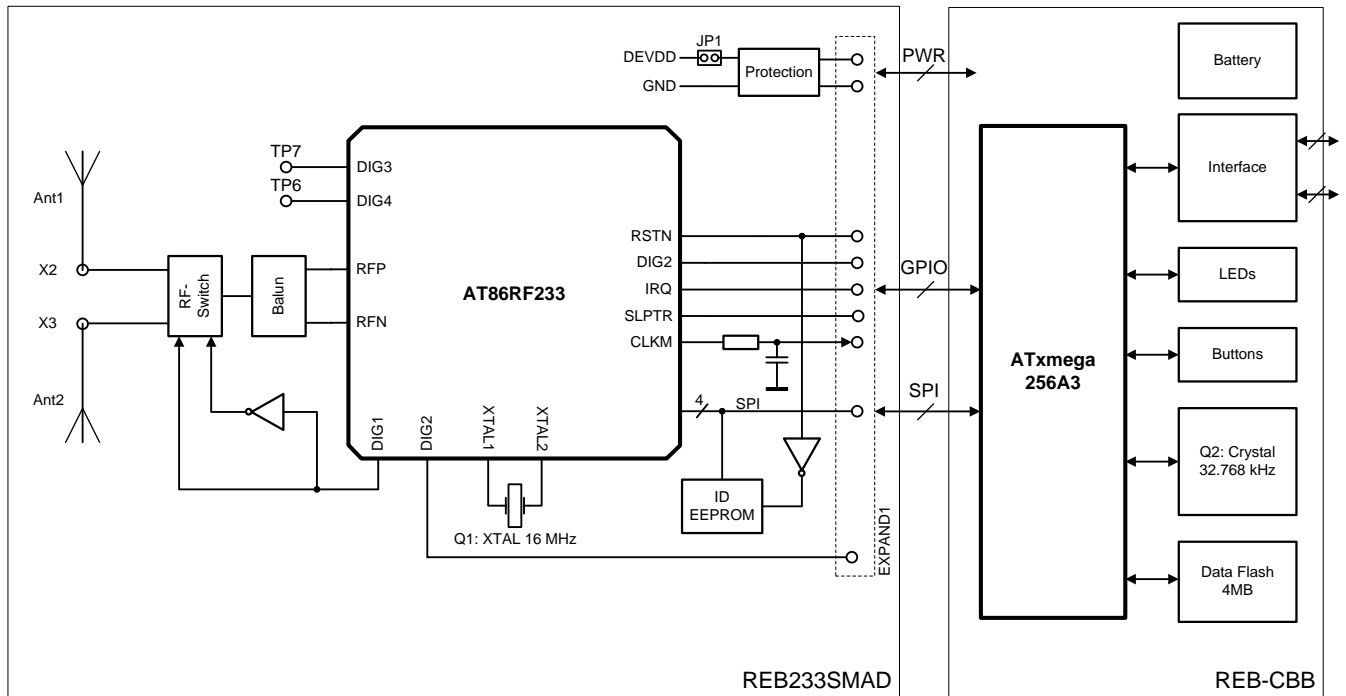 JP1
DEVDD
Protection
GND
PWR
Battery
TP7
DIG3
TP6
DIG4
Ant1
Interface
RSTN
X2
RFP
DIG2
GPIO
LEDs
RF-
Switch
Balun
AT86RF233
IRQ
X3
RFN
SLPTR
CLKM
ATxmega
256A3
Buttons
Ant2
4
SPI
SPI
DIG1
DIG2
XTAL1
XTAL2
Q2: Crystal
32.768 kHz
ID
EEPROM
Q1: XTAL 16 MHz
EXPAND1
Data Flash
4MB
REB233SMAD
REB-CBB